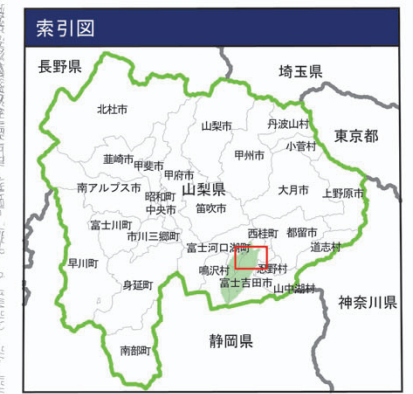 索引図
長野県
埼玉県
北杜市
山梨市
丹波山村
東京都
小菅村
韮崎市
甲斐市
甲州市
甲府市
南アルプス市
山梨県
大月市
上野原市
昭和町
中央市
笛吹市
富士川町
市川三郷町
西桂町
都留市
富士河口湖町
道志村
早川町
鳴沢村
忍野村
身延町
富士吉田市
山中湖村
神奈川県
静岡県
南部町